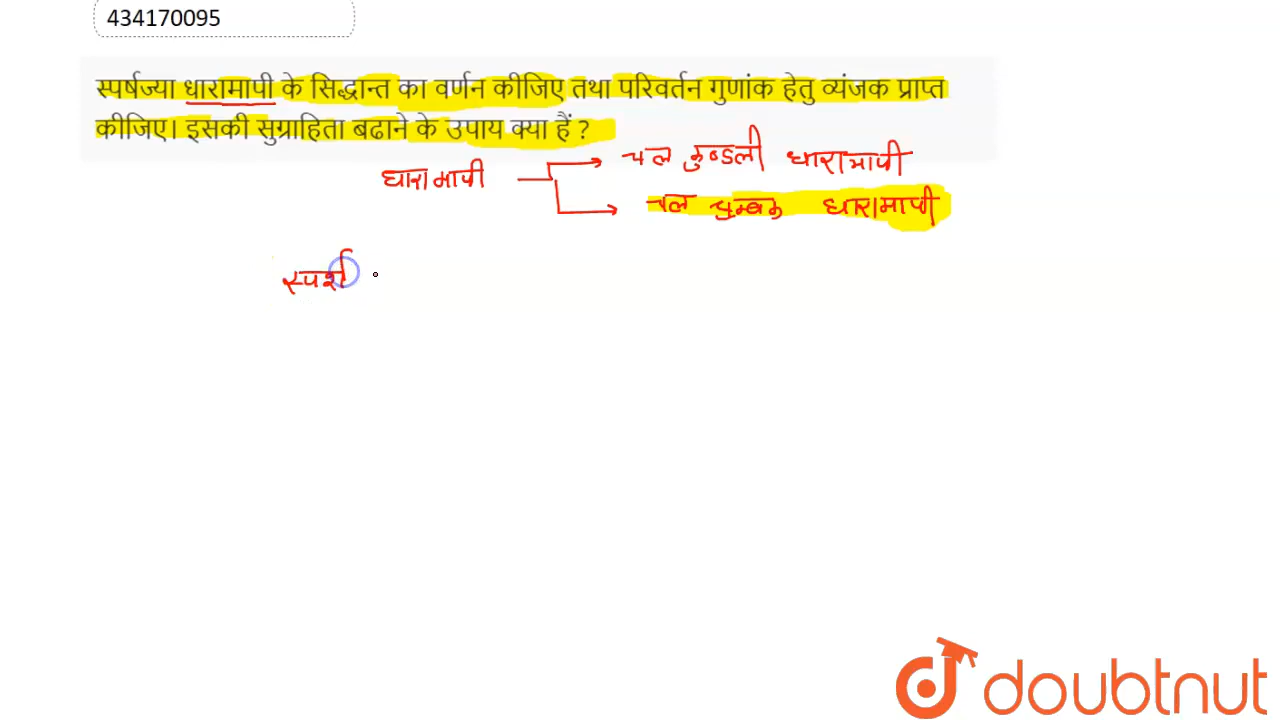 434170095
स्पर्षज्या धारामापी के सिद्धान्त का वर्णन कीजिए तथा परिवर्तन गुणांक हेतु व्यंजक प्राप्त
कीजिए। इसकी सुग्राहिता बढाने के उपाय क्या हैं ?
धारामापी
चल कुण्डली धारामापी
चल चुम्बक धारामापी
स्पर्श
doubtnut